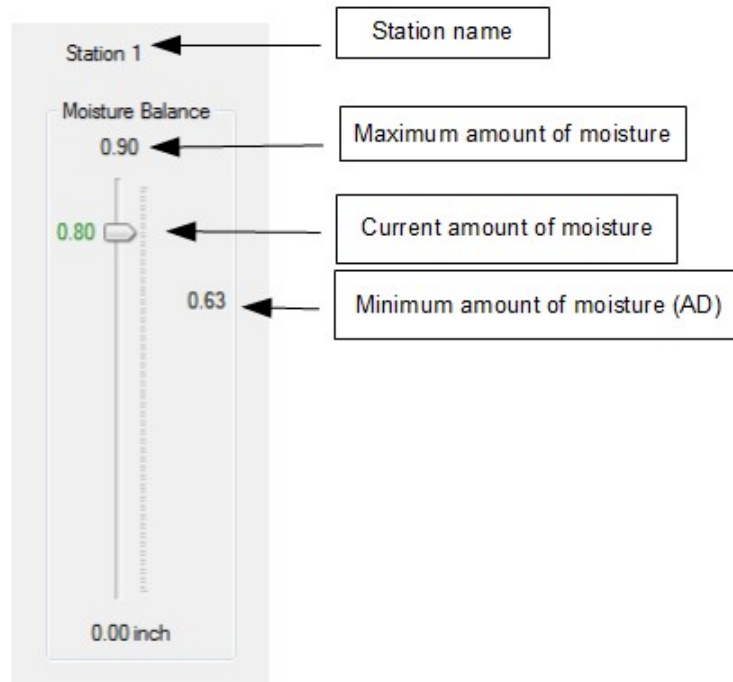 Station 1
Station name
Moisture Balance
0.90
Maximum amount of moisture
0.80
Current amount of moisture
0.63
Minimum amount of moisture (AD)
0.00 inch